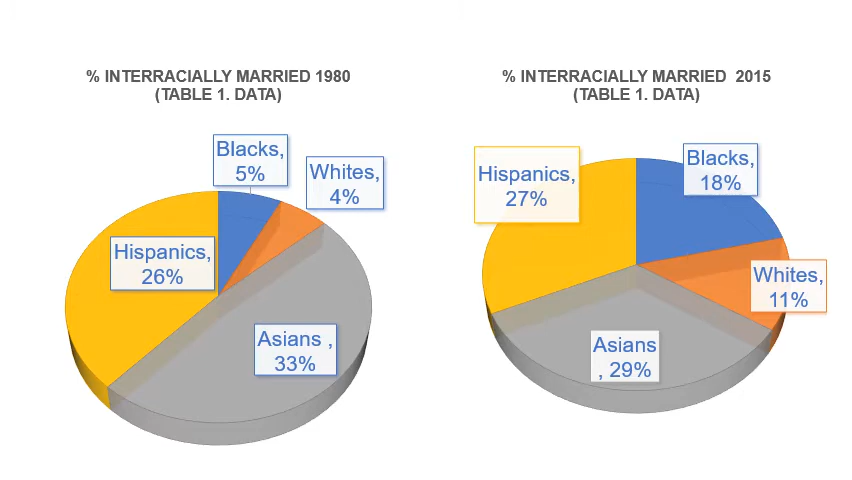 % INTERRACIALLY MARRIED 1980
(TABLE 1. DATA)
Blacks,
5%
Whites,
4%
Hispanics,
26%
Asians ,
33%
% INTERRACIALLY MARRIED 2015
(TABLE 1. DATA)
Blacks,
18%
Hispanics,
27%
Whites,
11%
Asians
, 29%